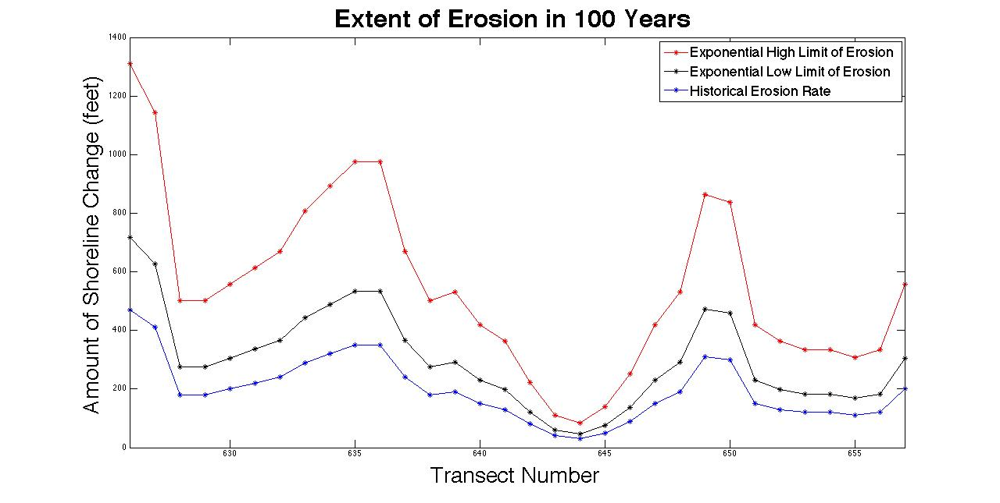 Extent of Erosion in 100 Years
Exponential High Limit of Erosion
Exponential Low Limit of Erosion
Historical Erosion Rate
Amount of Shoreline Change (feet)
1400
1200
1000
800
600
400
200
0
630 635 640 645 650 655
Transect Number